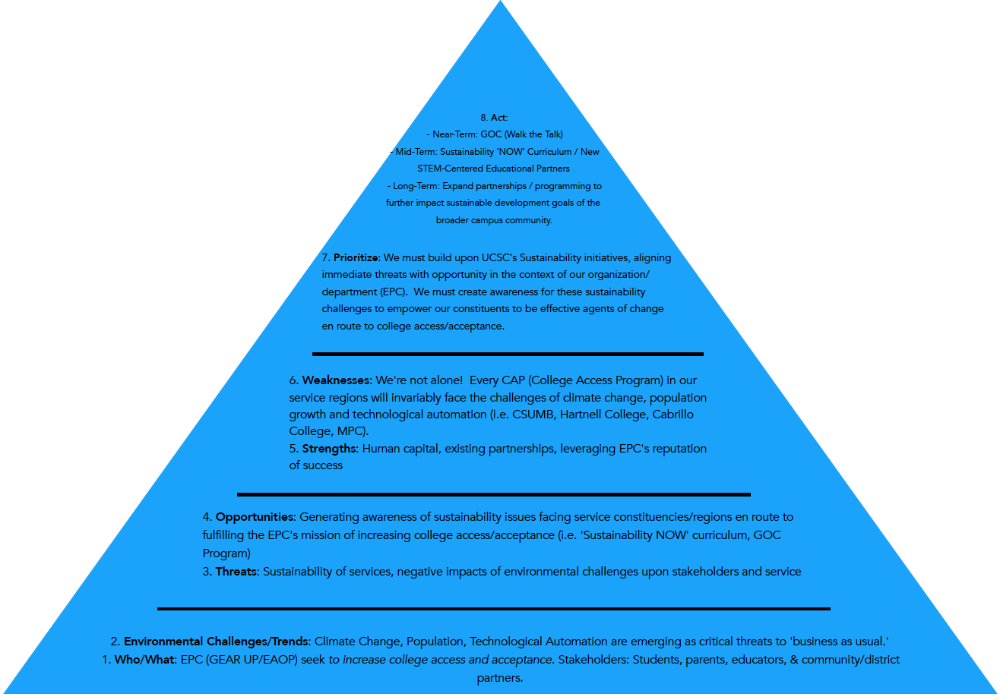 8. Act:
- Near-Term: GOC (Walk the Talk)
- Mid-Term: Sustainability 'NOW' Curriculum / New
STEM-Centered Educational Partners
- Long-Term: Expand partnerships / programming to
further impact sustainable development goals of the
broader campus community.
7. Prioritize: We must build upon UCSC's Sustainability initiatives, aligning
immediate threats with opportunity in the context of our organization/
department (EPC).  We must create awareness for these sustainability
challenges to empower our constituents to be effective agents of change
en route to college access/acceptance.
6. Weaknesses: We're not alone!  Every CAP (College Access Program) in our
service regions will invariably face the challenges of climate change, population
growth and technological automation (i.e. CSUMB, Hartnell College, Cabrillo
College, MPC).
5. Strengths: Human capital, existing partnerships, leveraging EPC's reputation
of success
4. Opportunities: Generating awareness of sustainability issues facing service constituencies/regions en route to
fulfilling the EPC's mission of increasing college access/acceptance (i.e. 'Sustainability NOW' curriculum, GOC
Program)
3. Threats: Sustainability of services, negative impacts of environmental challenges upon stakeholders and service
2. Environmental Challenges/Trends: Climate Change, Population, Technological Automation are emerging as critical threats to 'business as usual.'
1. Who/What: EPC (GEAR UP/EAOP) seek to increase college access and acceptance. Stakeholders: Students, parents, educators, & community/district
partners.